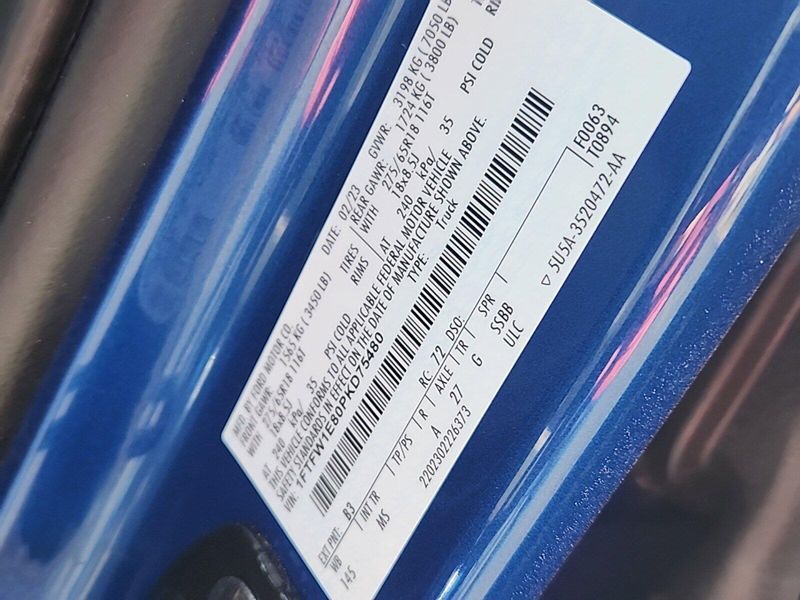 MFD. BY FORD MOTOR CO.
DATE: 02/23
GVWR: 3198 KG ( 7050 LB
FRONT GAWR: 1565 KG ( 3450 LB)
REAR GAWR: 1724 KG ( 3800 LB)
WITH 275/65R18 116T
TIRES WITH 275/65R18 116T
18x8.5J
RIMS 18x8.5J
AT 240 kPa/ 35 PSI COLD
AT 240 kPa/ 35 PSI COLD
THIS VEHICLE CONFORMS TO ALL APPLICABLE FEDERAL MOTOR VEHICLE
SAFETY STANDARDS IN EFFECT ON THE DATE OF MANUFACTURE SHOWN ABOVE.
VIN: 1FTFW1E80PKD75480
TYPE: Truck
EXT PNT: B3 RC: 72 DSO:
F0063
T0894
WB INT TR TP/PS R AXLE TR SPR
145 MS A 27 G SSBB
2202302226373 ULC
▽ 5U5A-3520472-AA